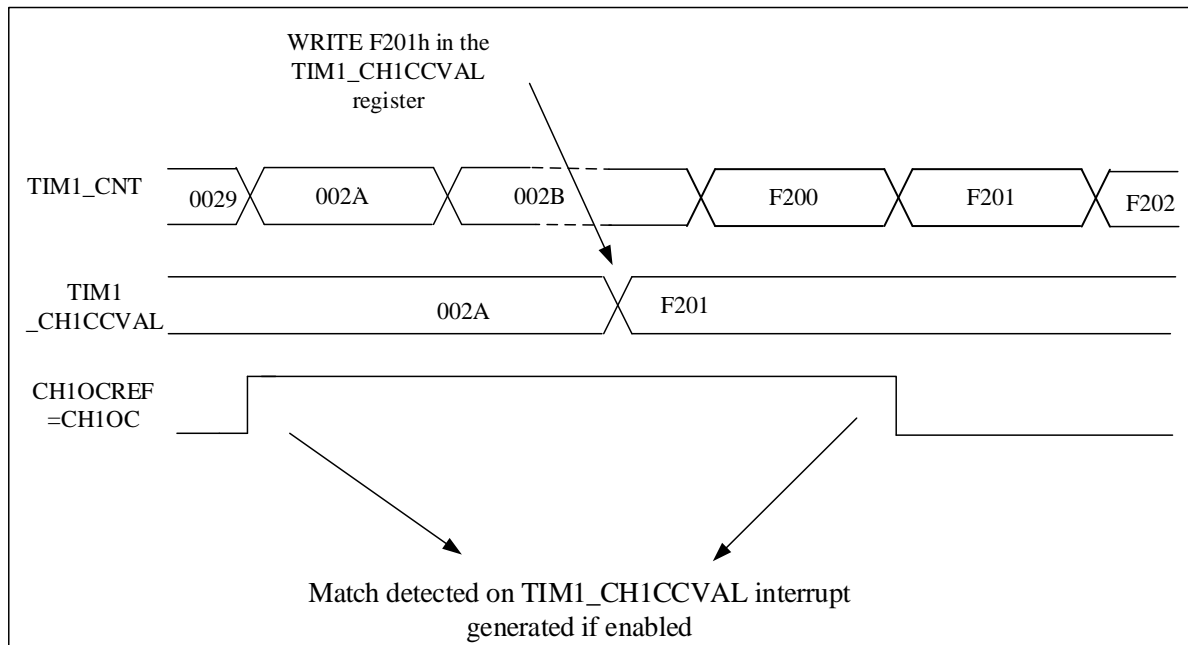 WRITE F201h in the
TIM1_CH1CCVAL
register
TIM1_CNT
0029
002A
002B
F200
F201
F202
TIM1
_CH1CCVAL
002A
F201
CH1OCREF
=CH1OC
Match detected on TIM1_CH1CCVAL interrupt
generated if enabled